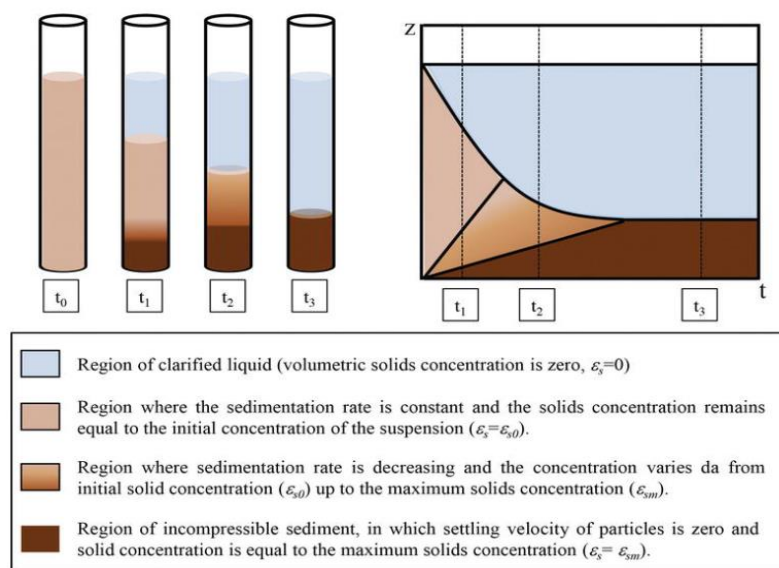 z
t₀
t₁
t₂
t₃
t₁
t₂
t₃
t
Region of clarified liquid (volumetric solids concentration is zero, εₛ=0)
Region where the sedimentation rate is constant and the solids concentration remains
equal to the initial concentration of the suspension (εₛ=εₛ₀).
Region where sedimentation rate is decreasing and the concentration varies da from
initial solid concentration (εₛ₀) up to the maximum solids concentration (εₛₘ).
Region of incompressible sediment, in which settling velocity of particles is zero and
solid concentration is equal to the maximum solids concentration (εₛ= εₛₘ).